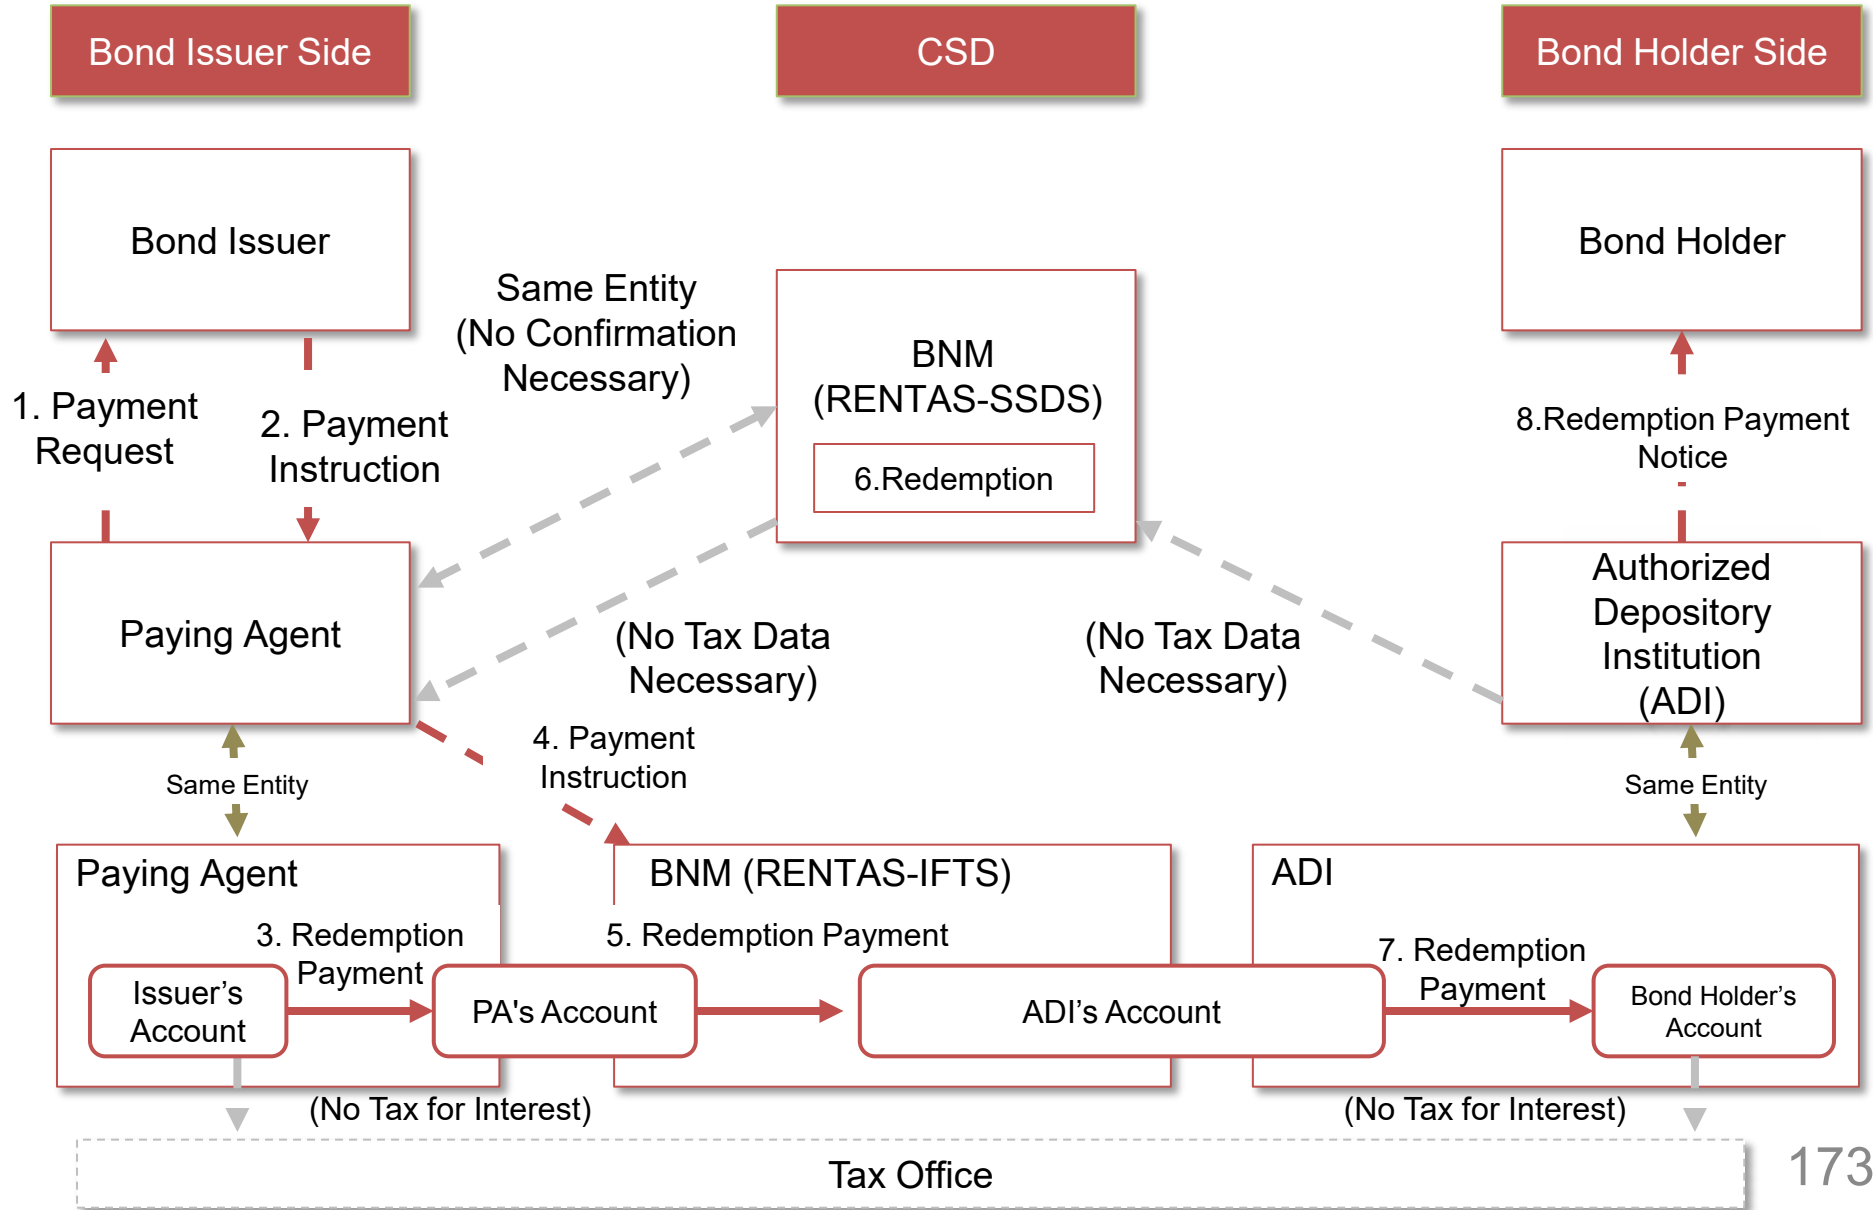 Bond Issuer Side
CSD
Bond Holder Side
Bond Issuer
Bond Holder
Same Entity
(No Confirmation
Necessary)
BNM
(RENTAS-SSDS)
6.Redemption
1. Payment
Request
2. Payment
Instruction
8.Redemption Payment
Notice
Paying Agent
(No Tax Data
Necessary)
(No Tax Data
Necessary)
Authorized
Depository
Institution
(ADI)
4. Payment
Instruction
Same Entity
Same Entity
Paying Agent
BNM (RENTAS-IFTS)
ADI
3. Redemption
Payment
5. Redemption Payment
7. Redemption
Payment
Issuer’s
Account
PA's Account
ADI’s Account
Bond Holder’s
Account
(No Tax for Interest)
(No Tax for Interest)
Tax Office
173